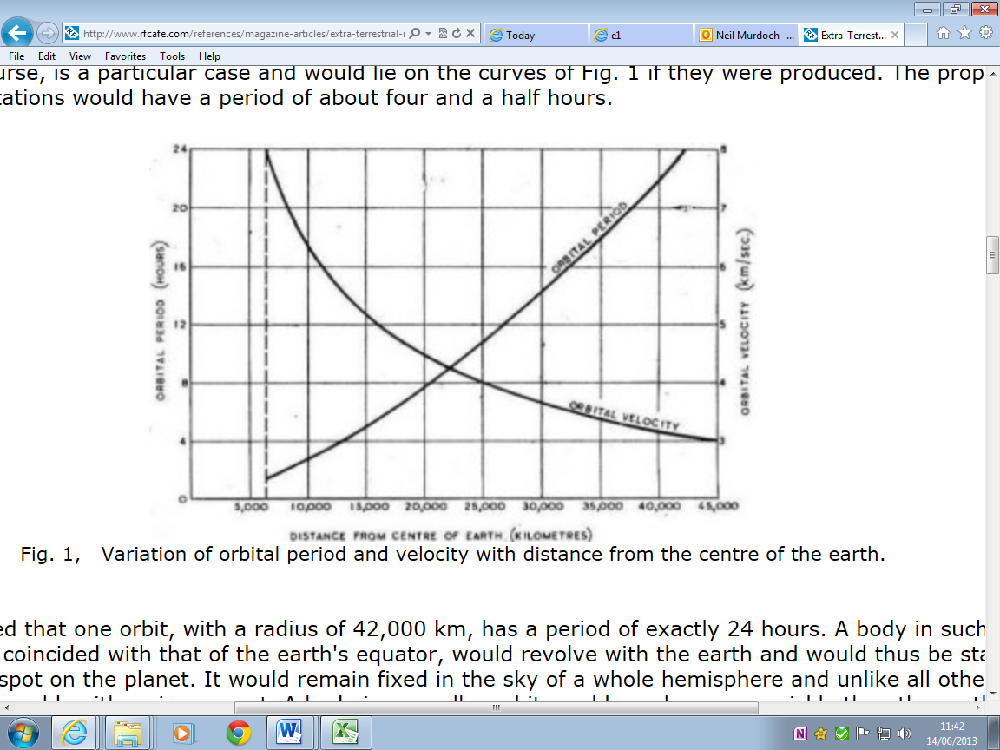 http://www.rfcafe.com/references/magazine-articles/extra-terrestrial-
Today
e1
Neil Murdoch -...
Extra-Terrest...
File Edit View Favorites Tools Help
urse, is a particular case and would lie on the curves of Fig. 1 if they were produced. The prop
tations would have a period of about four and a half hours.
24
20
16
12
8
4
0
ORBITAL PERIOD (HOURS)
8
7
6
5
4
3
ORBITAL VELOCITY (KM/SEC.)
ORBITAL PERIOD
ORBITAL VELOCITY
5,000 10,000 15,000 20,000 25,000 30,000 35,000 40,000 45,000
DISTANCE FROM CENTRE OF EARTH (KILOMETRES)
Fig. 1, Variation of orbital period and velocity with distance from the centre of the earth.
ed that one orbit, with a radius of 42,000 km, has a period of exactly 24 hours. A body in such
coincided with that of the earth's equator, would revolve with the earth and would thus be sta
spot on the planet. It would remain fixed in the sky of a whole hemisphere and unlike all othe
11:42
14/06/2013